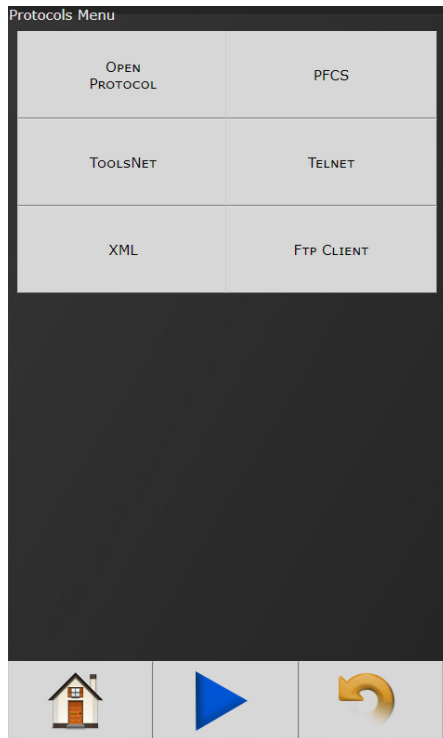 Protocols Menu
Open
Protocol
PFCS
ToolsNet
Telnet
XML
Ftp Client